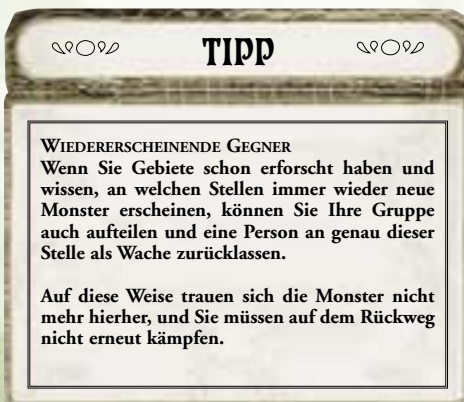 TIPP
WIEDERERSCHEINENDE GEGNER
Wenn Sie Gebiete schon erforscht haben und
wissen, an welchen Stellen immer wieder neue
Monster erscheinen, können Sie Ihre Gruppe
auch aufteilen und eine Person an genau dieser
Stelle als Wache zurücklassen.
Auf diese Weise trauen sich die Monster nicht
mehr hierher, und Sie müssen auf dem Rückweg
nicht erneut kämpfen.